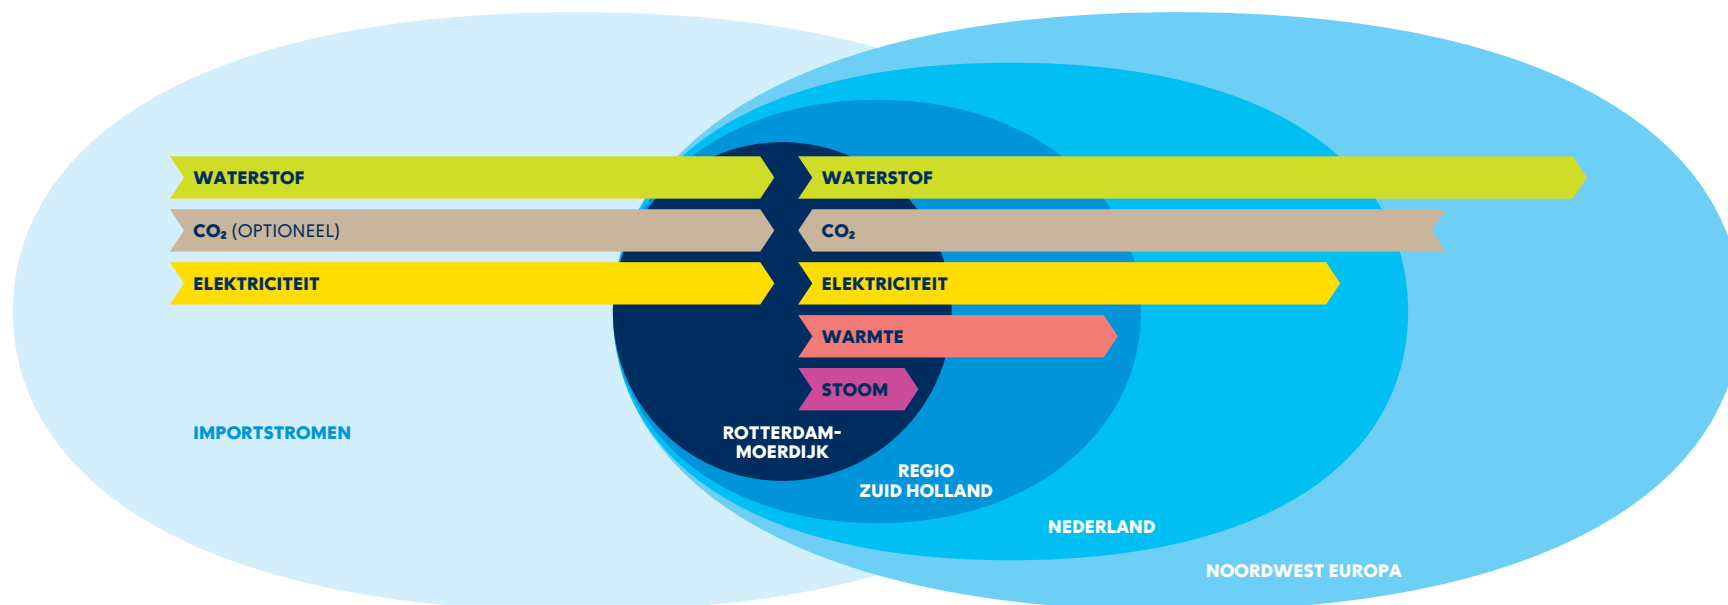 WATERSTOF
CO₂ (OPTIONEEL)
ELEKTRICITEIT
IMPORTSTROMEN
WATERSTOF
CO₂
ELEKTRICITEIT
WARMTE
STOOM
ROTTERDAM-
MOERDIJK
REGIO
ZUID HOLLAND
NEDERLAND
NOORDWEST EUROPA